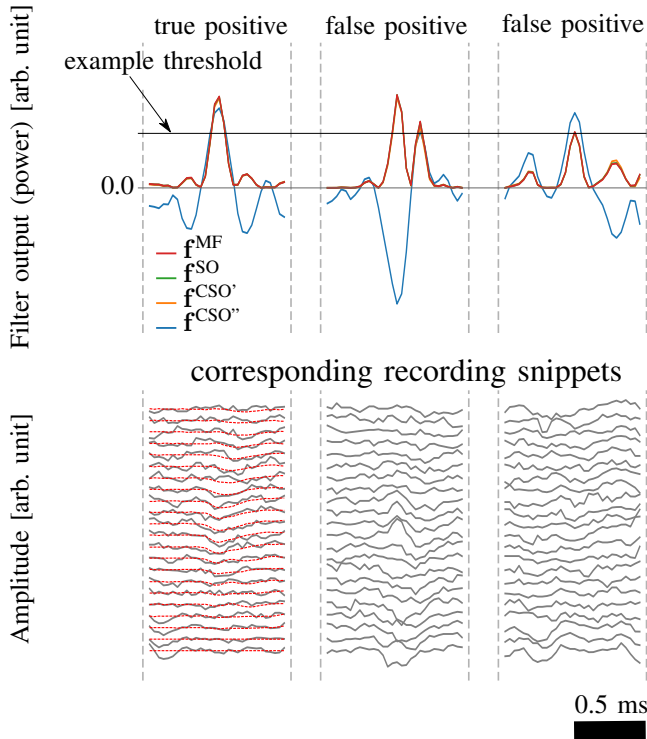 true positive
false positive
false positive
example threshold
Filter output (power) [arb. unit]
0.0
f^MF
f^SO
f^CSO'
f^CSO''
corresponding recording snippets
Amplitude [arb. unit]
0.5 ms